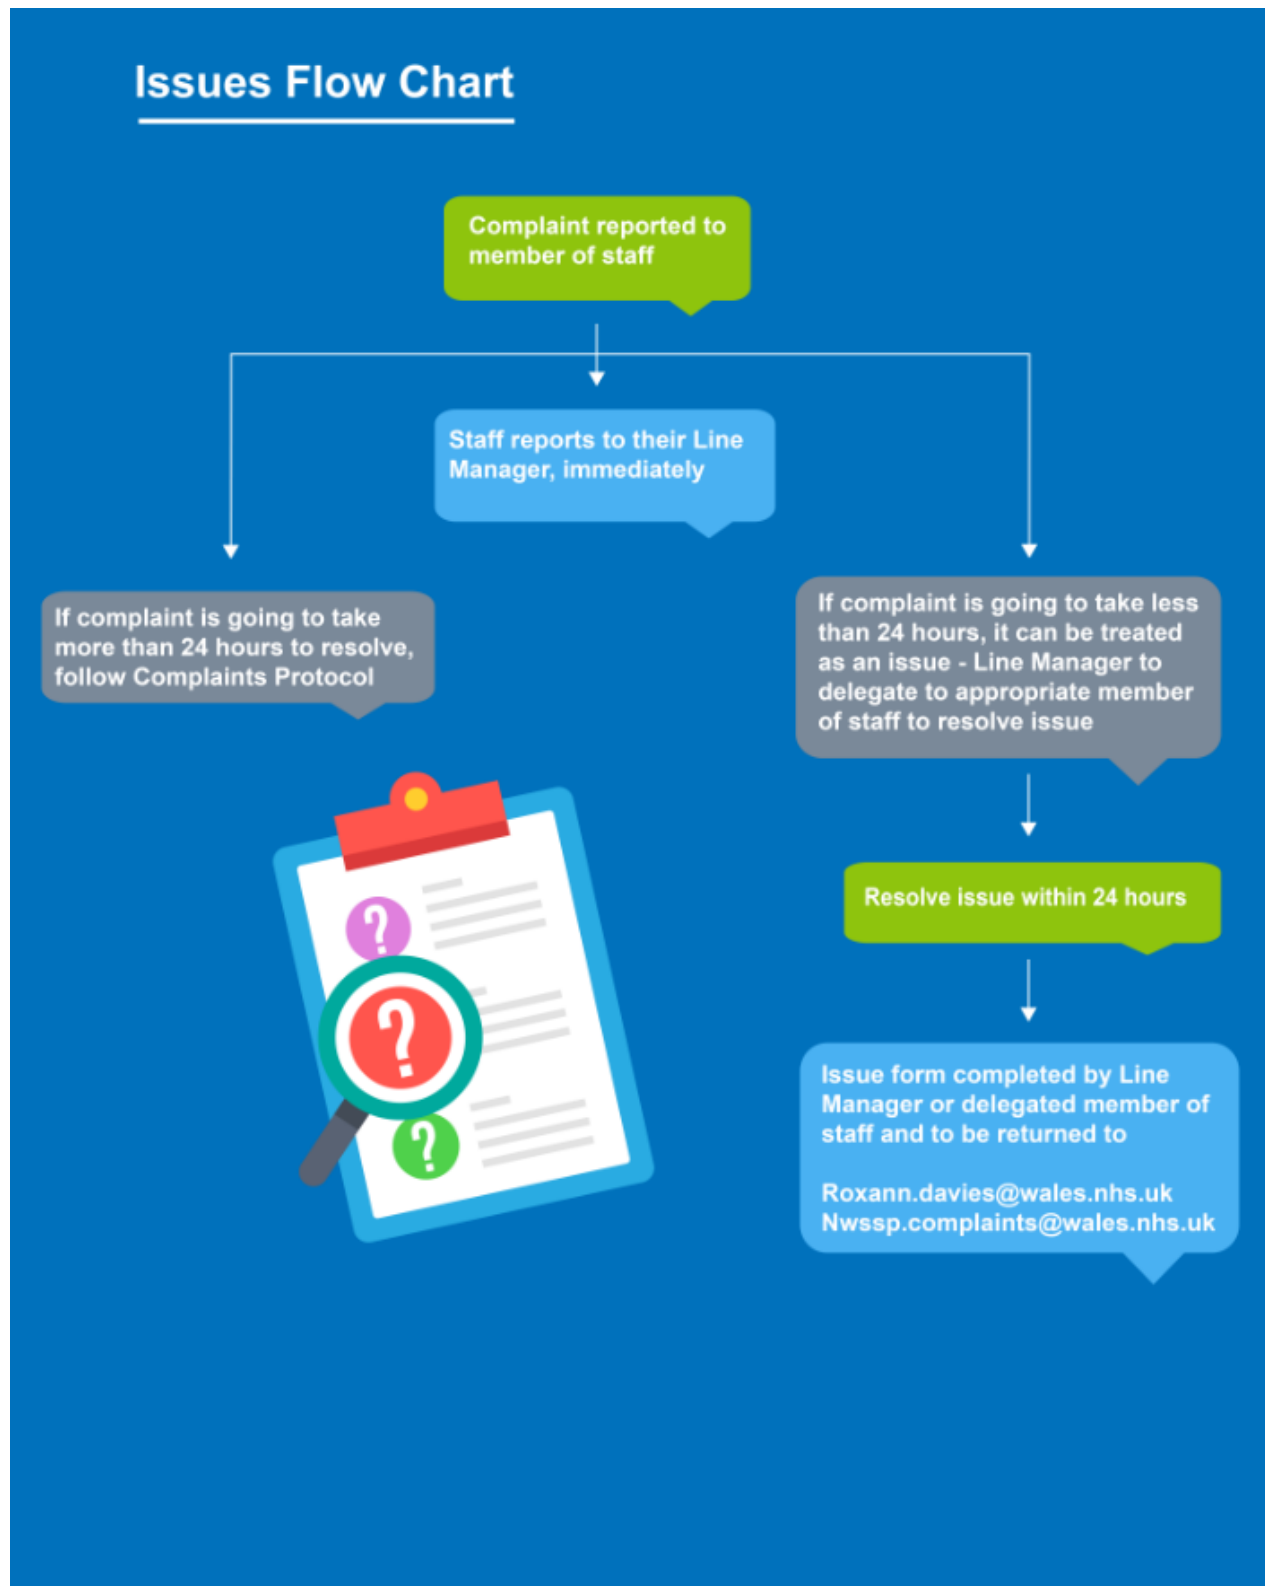 Issues Flow Chart
Complaint reported to
member of staff
Staff reports to their Line
Manager, immediately
If complaint is going to take
more than 24 hours to resolve,
follow Complaints Protocol
If complaint is going to take less
than 24 hours, it can be treated
as an issue - Line Manager to
delegate to appropriate member
of staff to resolve issue
?
?
?
Resolve issue within 24 hours
Issue form completed by Line
Manager or delegated member of
staff and to be returned to
Roxann.davies@wales.nhs.uk
Nwssp.complaints@wales.nhs.uk